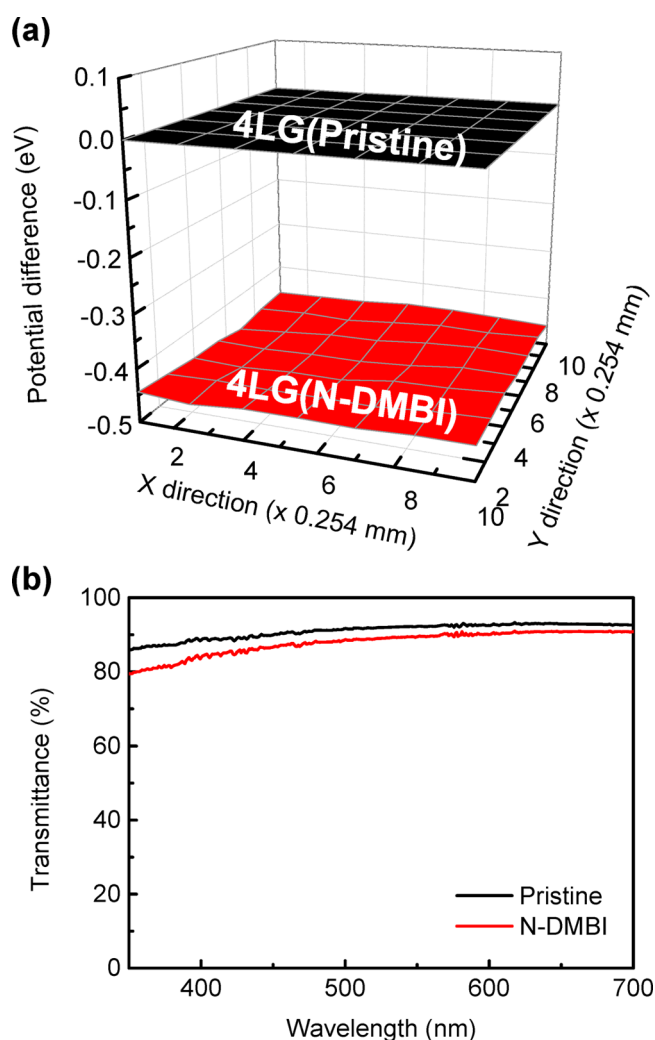 (a)
0.1
0.0
-0.1
-0.2
-0.3
-0.4
-0.5
Potential difference (eV)
4LG(Pristine)
4LG(N-DMBI)
2
4
6
8
10
X direction (x 0.254 mm)
2
4
6
8
10
Y direction (x 0.254 mm)
(b)
100
80
60
40
20
0
Transmittance (%)
Pristine
N-DMBI
400
500
600
700
Wavelength (nm)